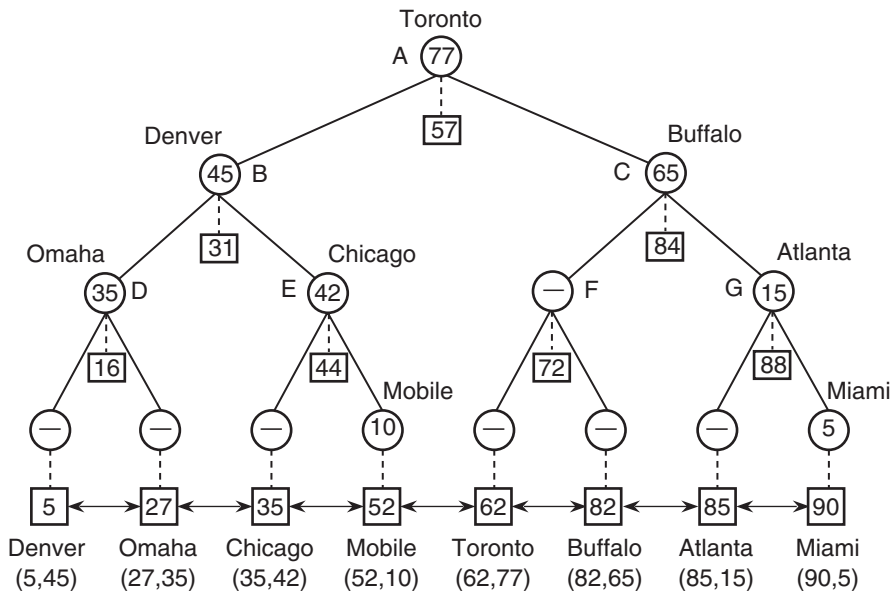 Toronto
A 77
57
Denver Buffalo
45 B C 65
31 84
Omaha Chicago Atlanta
35 D E 42 — F G 15
16 44 72 88
Mobile Miami
— — — 10 — — — 5
5 27 35 52 62 82 85 90
Denver Omaha Chicago Mobile Toronto Buffalo Atlanta Miami
(5,45) (27,35) (35,42) (52,10) (62,77) (82,65) (85,15) (90,5)